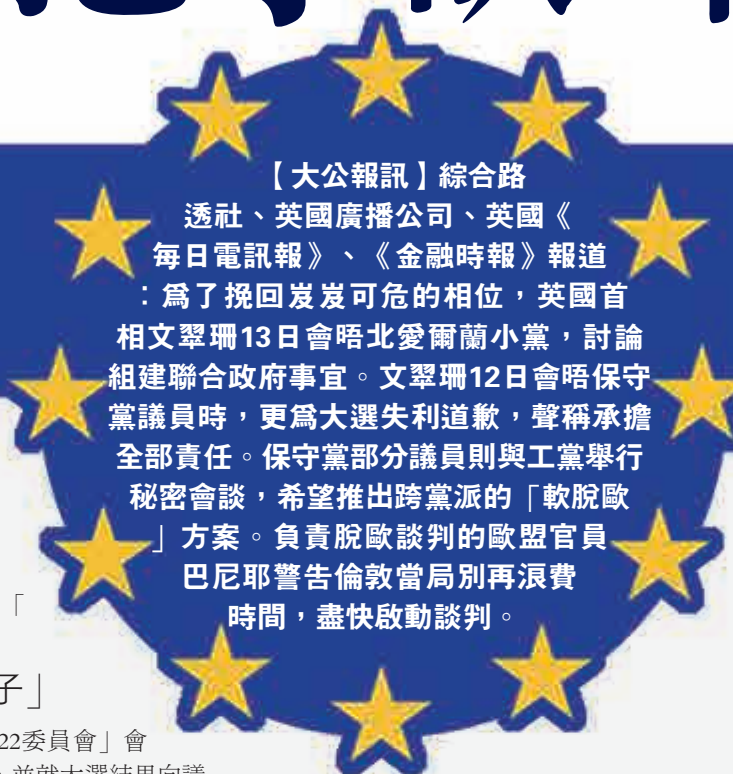 【大公報訊】綜合路
透社、英國廣播公司、英國《
每日電訊報》、《金融時報》報道
：爲了挽回岌岌可危的相位，英國首
相文翠珊13日會晤北愛爾蘭小黨，討論
組建聯合政府事宜。文翠珊12日會晤保守
黨議員時，更爲大選失利道歉，聲稱承擔
全部責任。保守黨部分議員則與工黨舉行
秘密會談，希望推出跨黨派的「軟脫歐
」方案。負責脫歐談判的歐盟官員
巴尼耶警告倫敦當局別再浪費
時間，盡快啟動談判。
「
子」
22委員會」會